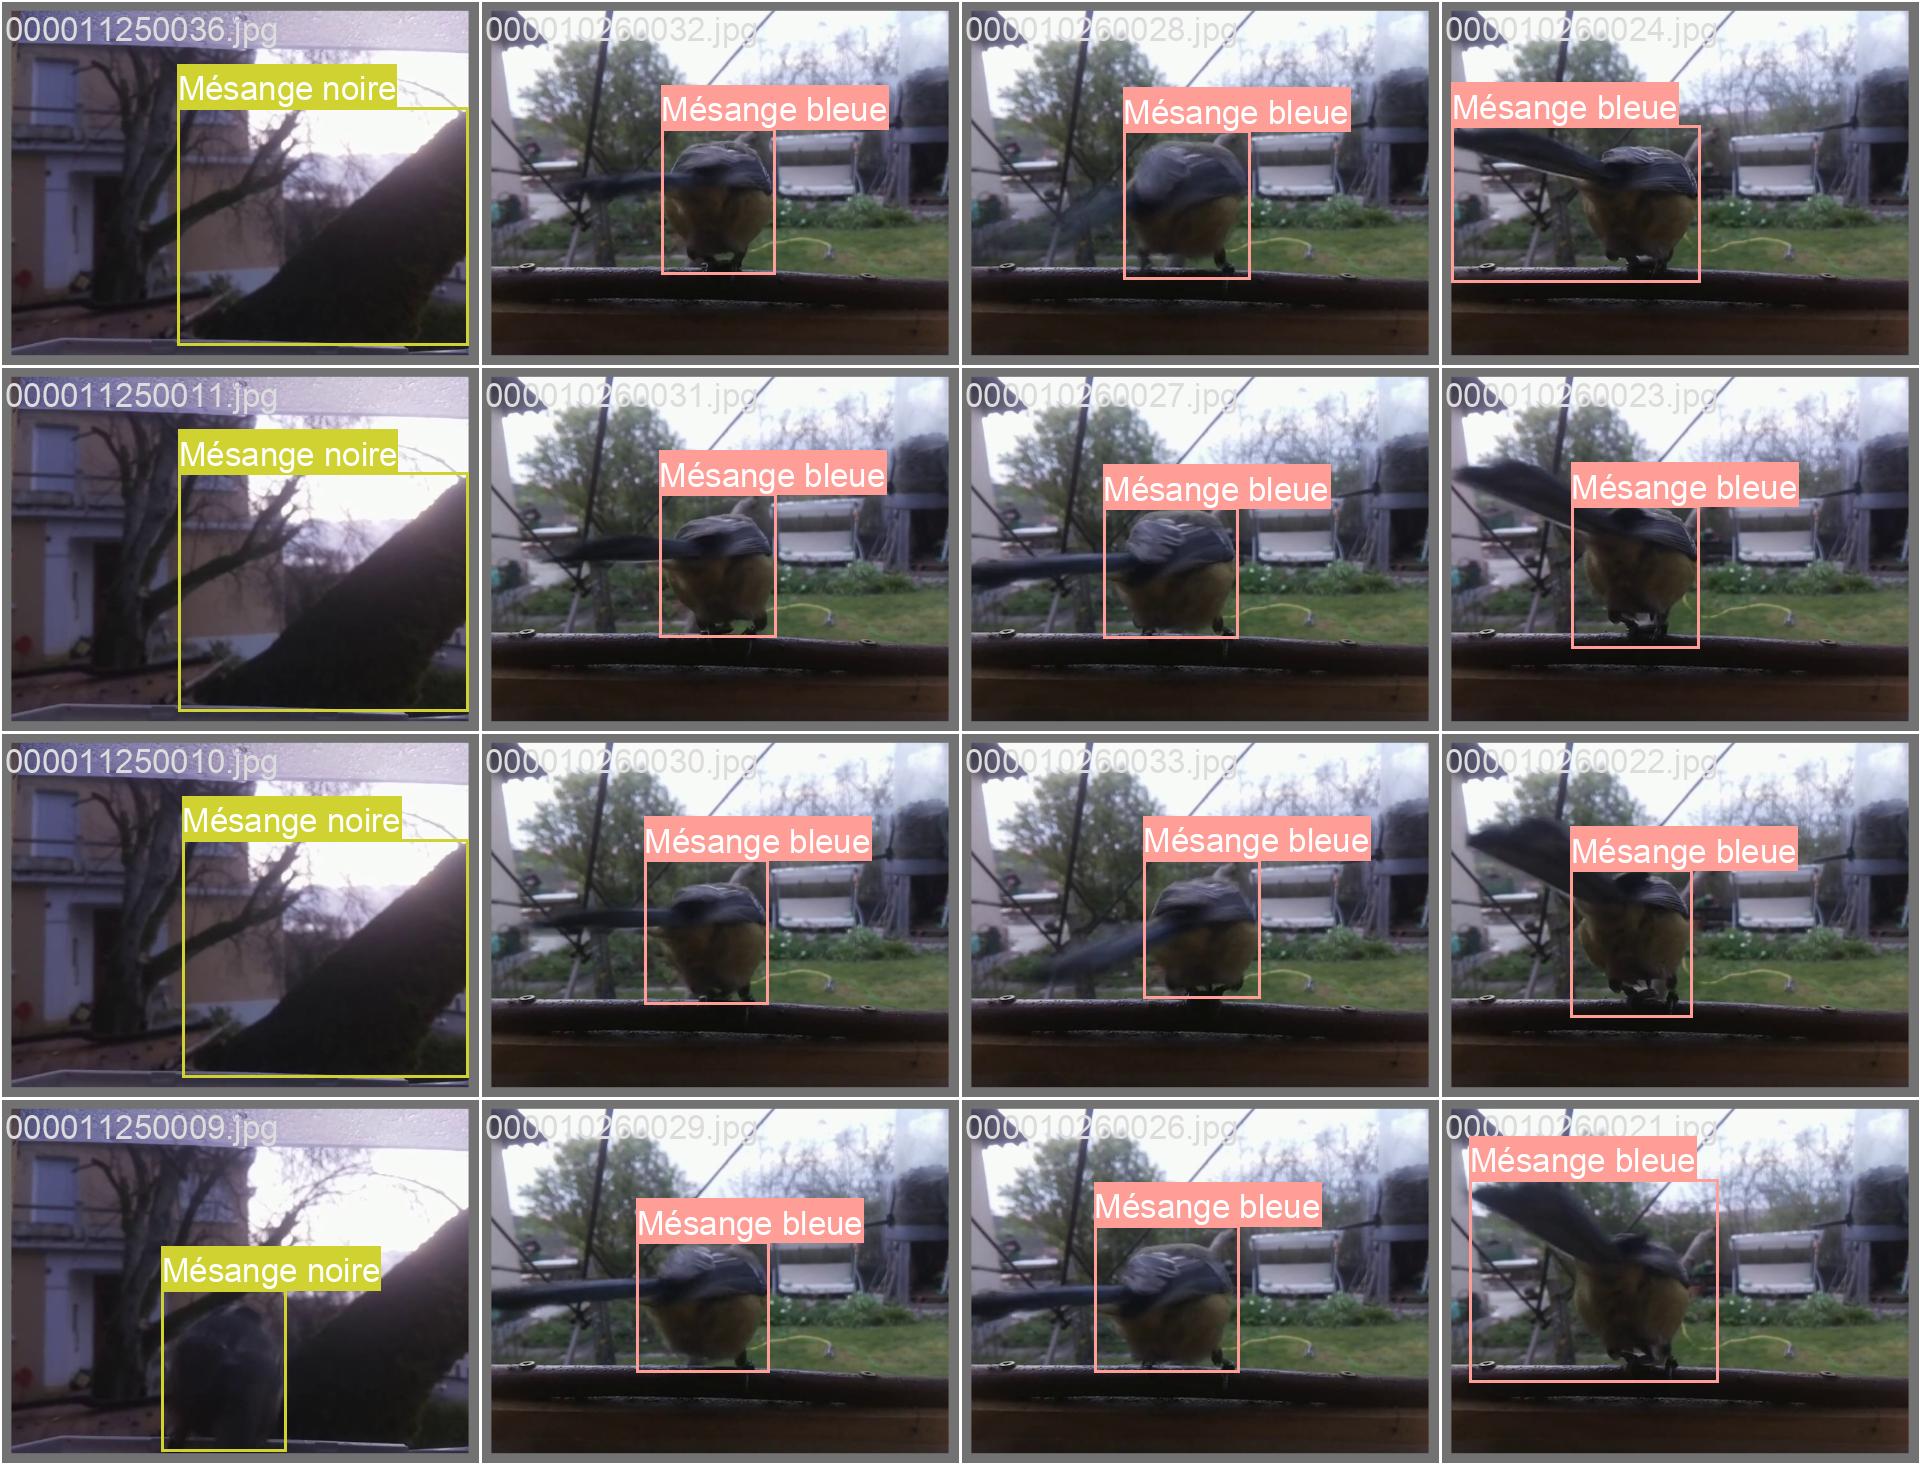 000011250036.jpg
Mésange noire
000010260032.jpg
Mésange bleue
000010260028.jpg
Mésange bleue
000010260024.jpg
Mésange bleue
000011250011.jpg
Mésange noire
000010260031.jpg
Mésange bleue
000010260027.jpg
Mésange bleue
000010260023.jpg
Mésange bleue
000011250010.jpg
Mésange noire
000010260030.jpg
Mésange bleue
000010260033.jpg
Mésange bleue
000010260022.jpg
Mésange bleue
000011250009.jpg
Mésange noire
000010260029.jpg
Mésange bleue
000010260026.jpg
Mésange bleue
000010260021.jpg
Mésange bleue